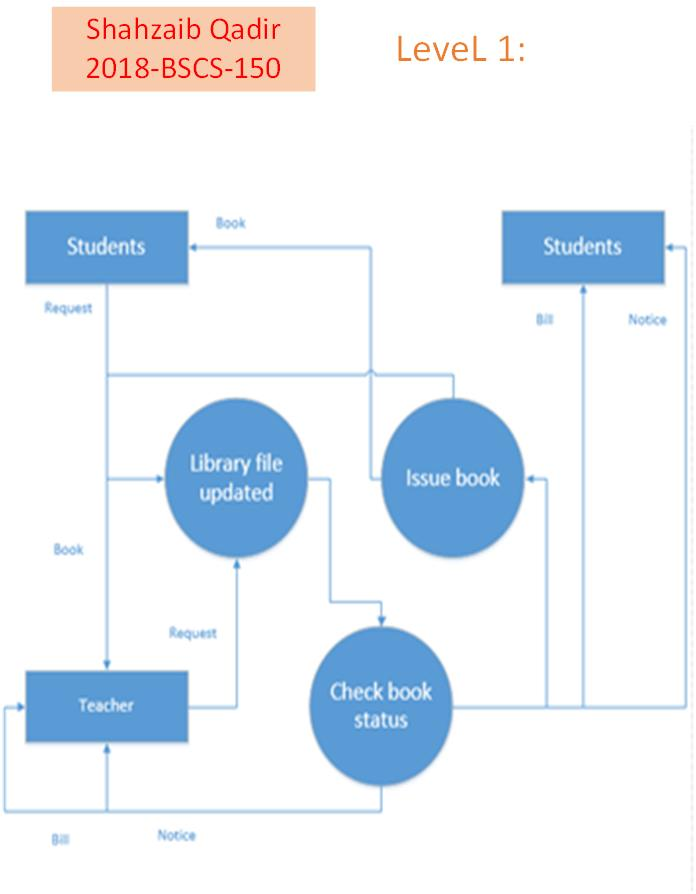 Shahzaib Qadir
2018-BSCS-150
LeveL 1:
Students
Book
Students
Request
Bill
Notice
Library file
updated
Issue book
Book
Request
Teacher
Check book
status
Bill
Notice